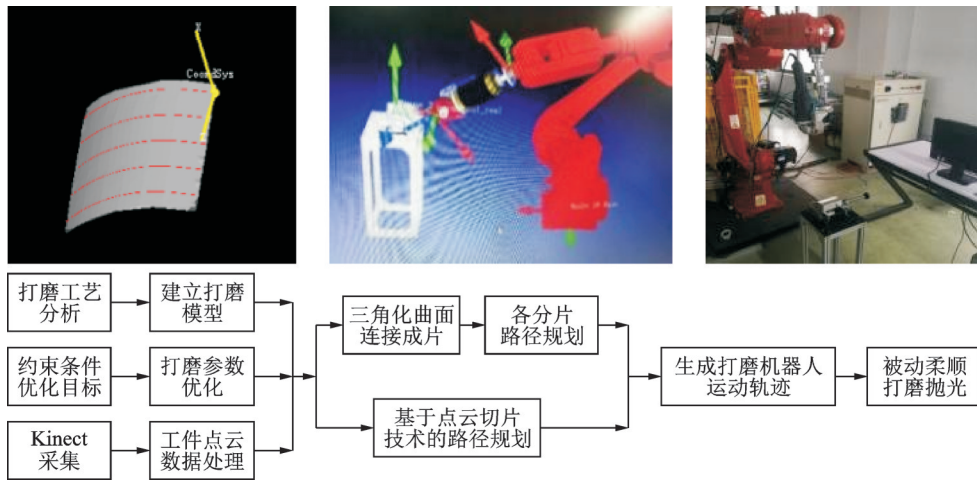 CoordSys
打磨工艺
分析
建立打磨
模型
三角化曲面
连接成片
各分片
路径规划
约束条件
优化目标
打磨参数
优化
生成打磨机器人
运动轨迹
被动柔顺
打磨抛光
基于点云切片
技术的路径规划
Kinect
采集
工件点云
数据处理